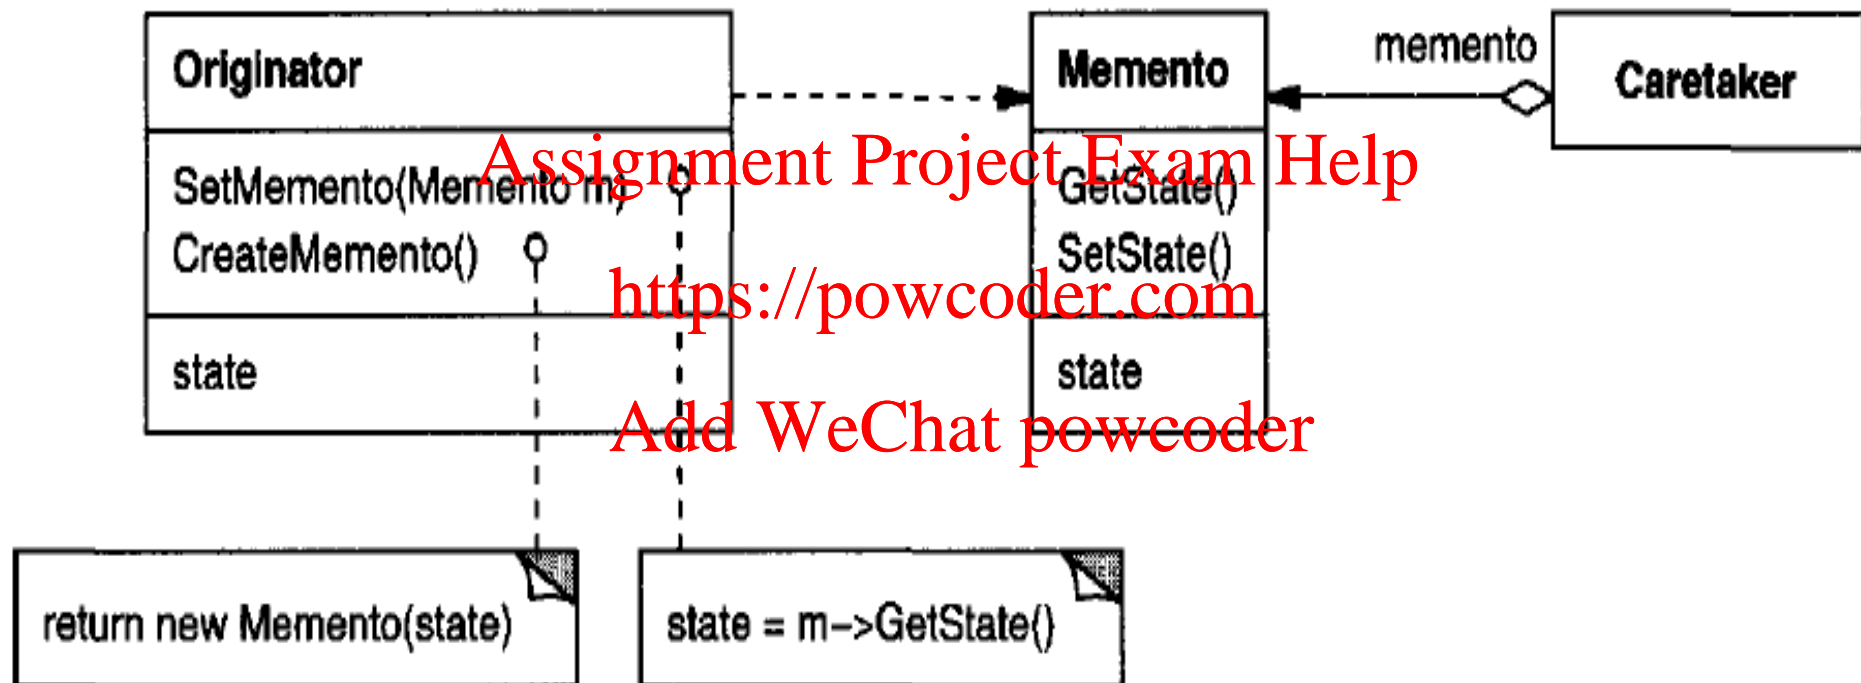 Originator
SetMemento(Memento m)
CreateMemento()
state
Memento
GetState()
SetState()
state
memento
Caretaker
Assignment Project Exam Help
https://powcoder.com
Add WeChat powcoder
return new Memento(state)
state = m->GetState()